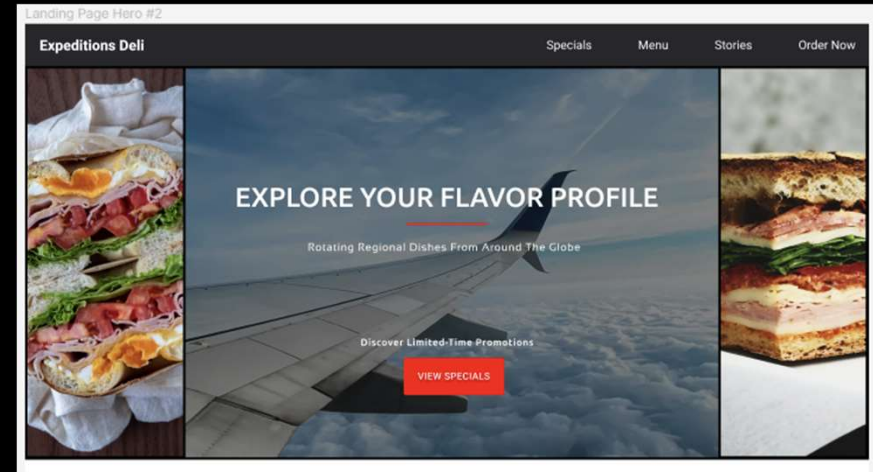 Landing Page Hero #2
Expeditions Deli Specials Menu Stories Order Now
EXPLORE YOUR FLAVOR PROFILE
Rotating Regional Dishes From Around The Globe
Discover Limited-Time Promotions
VIEW SPECIALS